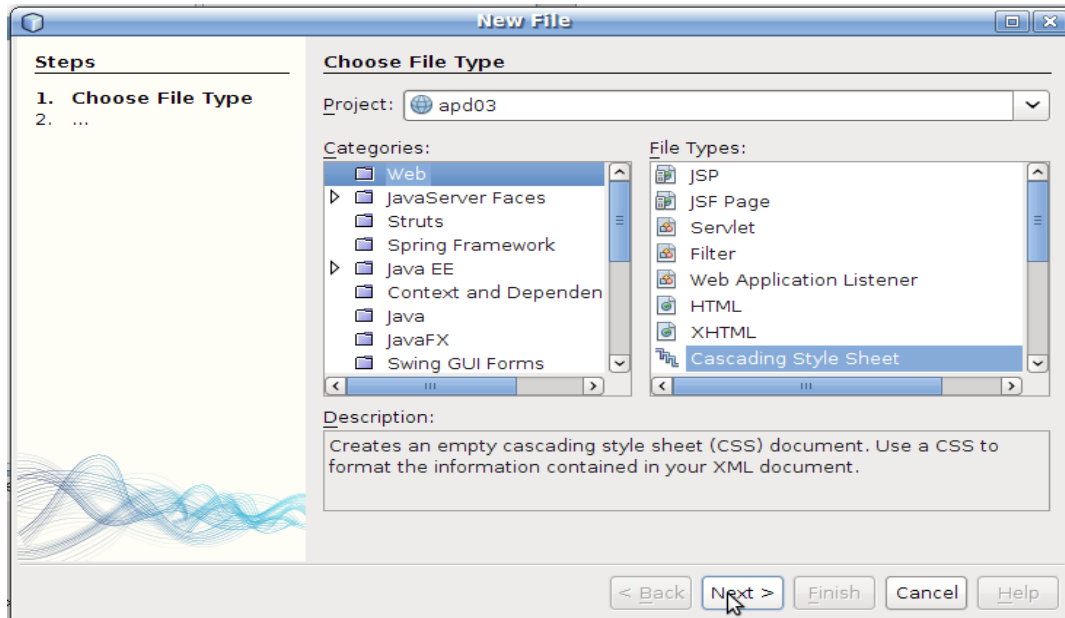 New File
Steps
1. Choose File Type
2. ...
Choose File Type
Project: apd03
Categories:
Web
JavaServer Faces
Struts
Spring Framework
Java EE
Context and Dependen
Java
JavaFX
Swing GUI Forms
File Types:
JSP
JSF Page
Servlet
Filter
Web Application Listener
HTML
XHTML
Cascading Style Sheet
Description:
Creates an empty cascading style sheet (CSS) document. Use a CSS to
format the information contained in your XML document.
< Back Next > Finish Cancel Help